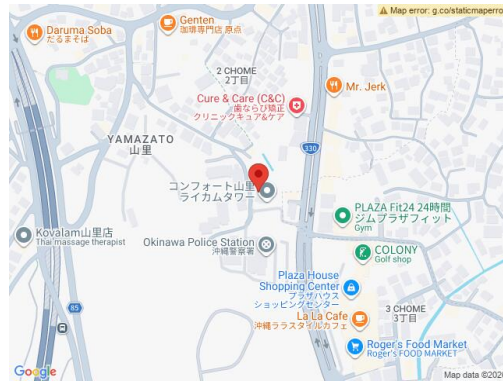 Map error: g.co/staticmaperro
Daruma Soba
だるまそば
Genten
珈琲専門店 原点
2 CHOME
2丁目
Mr. Jerk
Cure & Care (C&C)
歯ならび矯正
クリニックキュア&ケア
YAMAZATO
山里
330
コンフォート山里
ライカムタワー
PLAZA Fit24 24時間
ジムプラザフィット
Gym
Kovalam山里店
Thai massage therapist
Okinawa Police Station
沖縄警察署
COLONY
Golf shop
Plaza House
Shopping Center
プラザハウス
ショッピングセンター
85
3 CHOME
3丁目
La La Cafe
沖縄ララスタイルカフェ
Roger's Food Market
Roger's FOOD MARKET
Google
Map data ©202